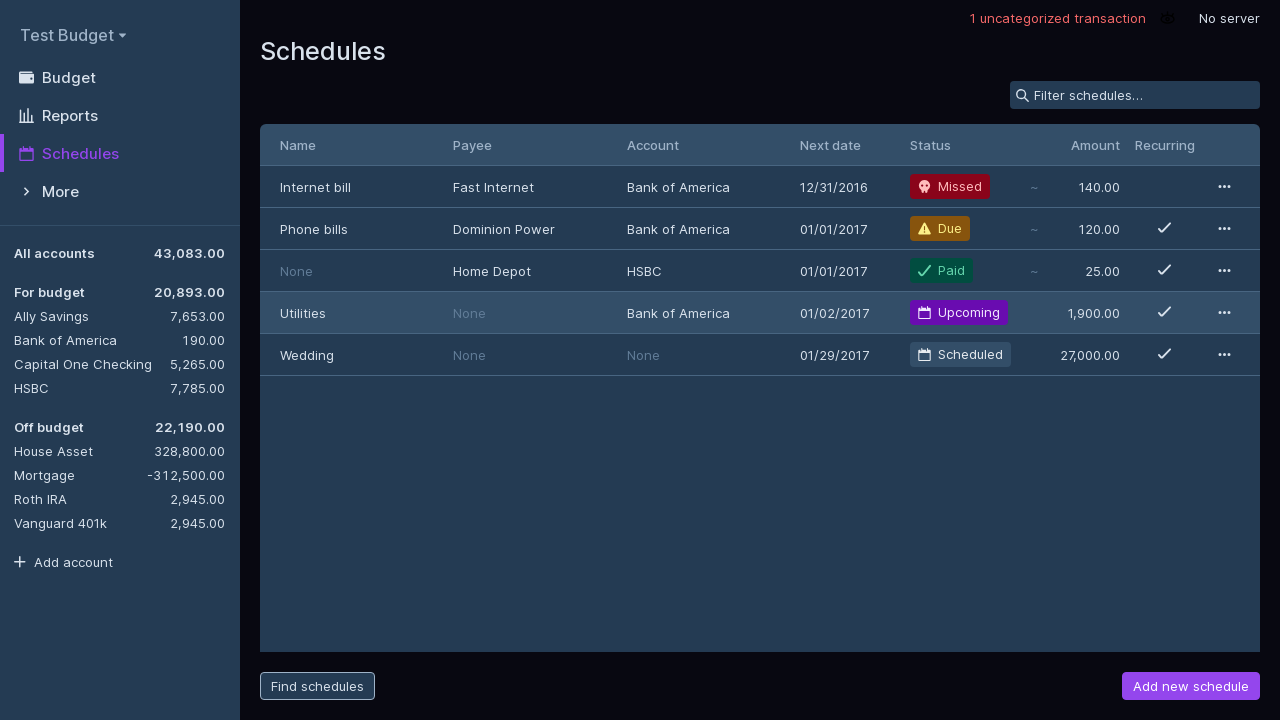 Test Budget
Budget
Reports
Schedules
More
All accounts 43,083.00
For budget 20,893.00
Ally Savings 7,653.00
Bank of America 190.00
Capital One Checking 5,265.00
HSBC 7,785.00
Off budget 22,190.00
House Asset 328,800.00
Mortgage -312,500.00
Roth IRA 2,945.00
Vanguard 401k 2,945.00
Add account
1 uncategorized transaction No server
Schedules
Filter schedules...
Name Payee Account Next date Status Amount Recurring
Internet bill Fast Internet Bank of America 12/31/2016 Missed ~ 140.00
Phone bills Dominion Power Bank of America 01/01/2017 Due ~ 120.00
None Home Depot HSBC 01/01/2017 Paid ~ 25.00
Utilities None Bank of America 01/02/2017 Upcoming 1,900.00
Wedding None None 01/29/2017 Scheduled 27,000.00
Find schedules Add new schedule